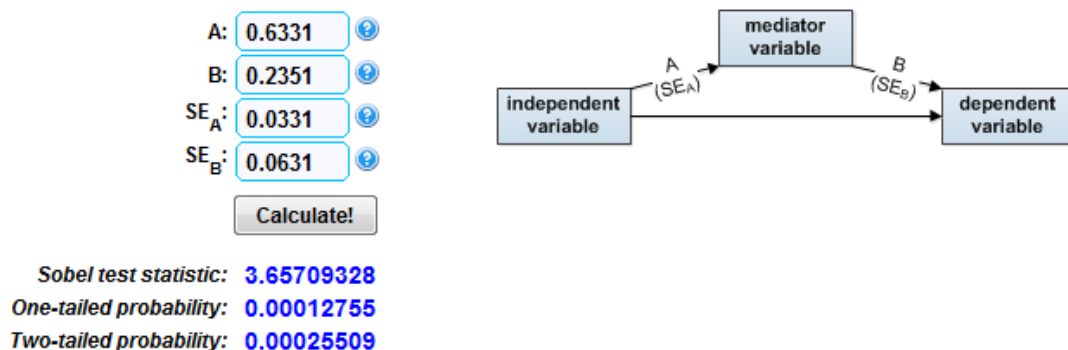 A: 0.6331 ?
B: 0.2351 ?
SEA: 0.0331 ?
SEB: 0.0631 ?
Calculate!
Sobel test statistic: 3.65709328
One-tailed probability: 0.00012755
Two-tailed probability: 0.00025509
mediator
variable
A
(SEA)
B
(SEB)
independent
variable
dependent
variable